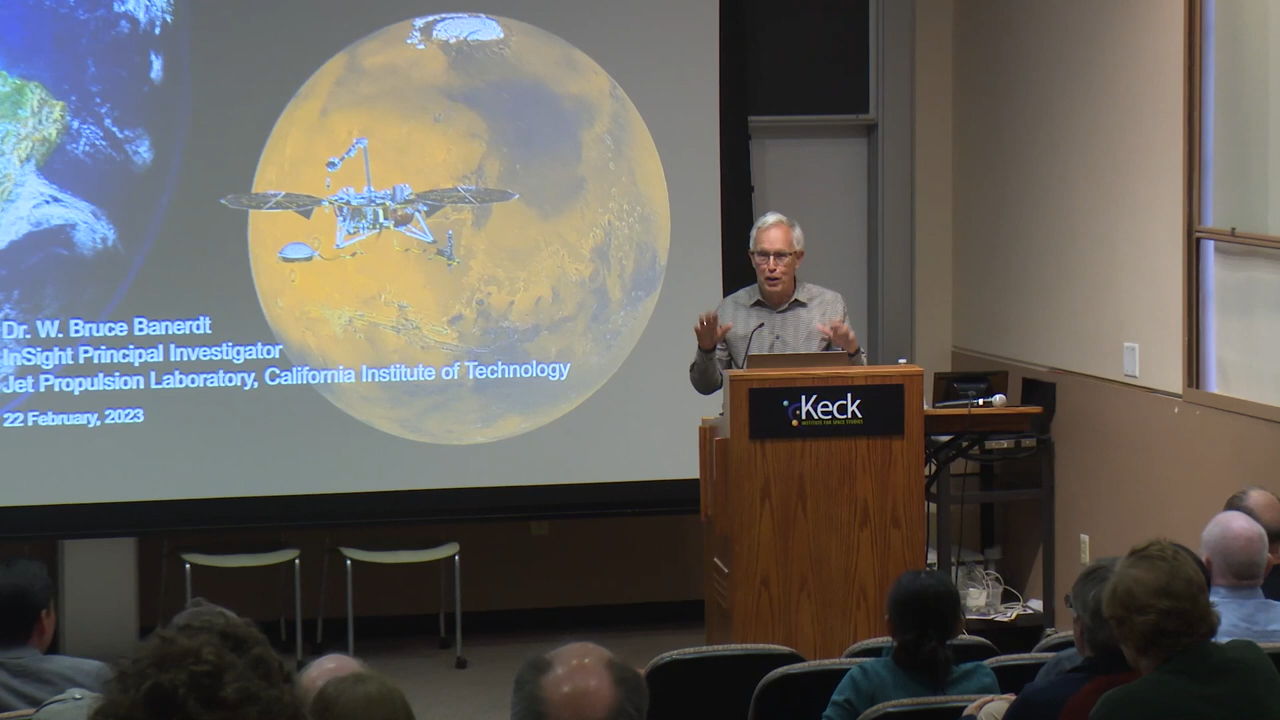 Dr. W. Bruce Banerdt
InSight Principal Investigator
Jet Propulsion Laboratory, California Institute of Technology
22 February, 2023
Keck
INSTITUTE FOR SPACE STUDIES